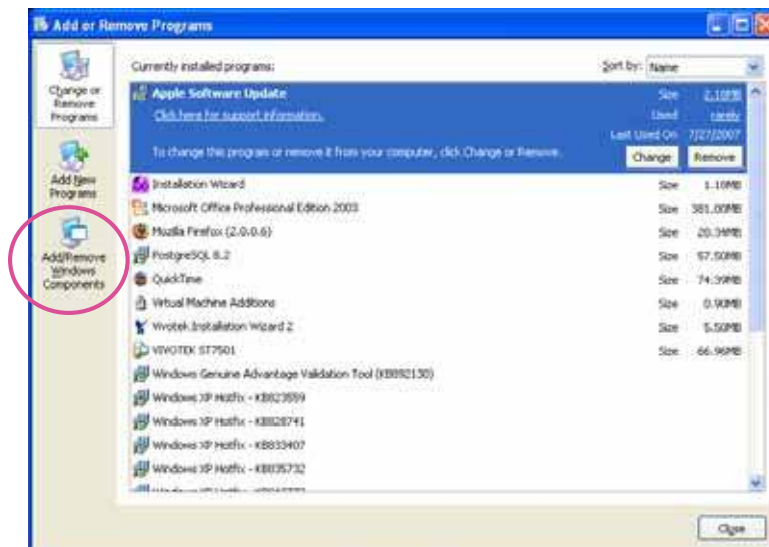 Add or Remove Programs
Change or
Remove
Programs
Add New
Programs
Add/Remove
Windows
Components
Currently installed programs:
Sort by: Name
Apple Software Update
Size 2.18MB
Click here for support information.
Used rarely
Last Used On 7/27/2007
To change this program or remove it from your computer, click Change or Remove.
Change Remove
Installation Wizard Size 1.18MB
Microsoft Office Professional Edition 2003 Size 381.00MB
Mozilla Firefox (2.0.0.6) Size 20.34MB
PostgreSQL 8.2 Size 57.50MB
QuickTime Size 74.39MB
Virtual Machine Additions Size 0.90MB
Vivotek Installation Wizard 2 Size 5.50MB
VIVOTEK ST7501 Size 66.96MB
Windows Genuine Advantage Validation Tool (KB892130)
Windows XP Hotfix - KB823559
Windows XP Hotfix - KB828741
Windows XP Hotfix - KB833407
Windows XP Hotfix - KB835732
Close